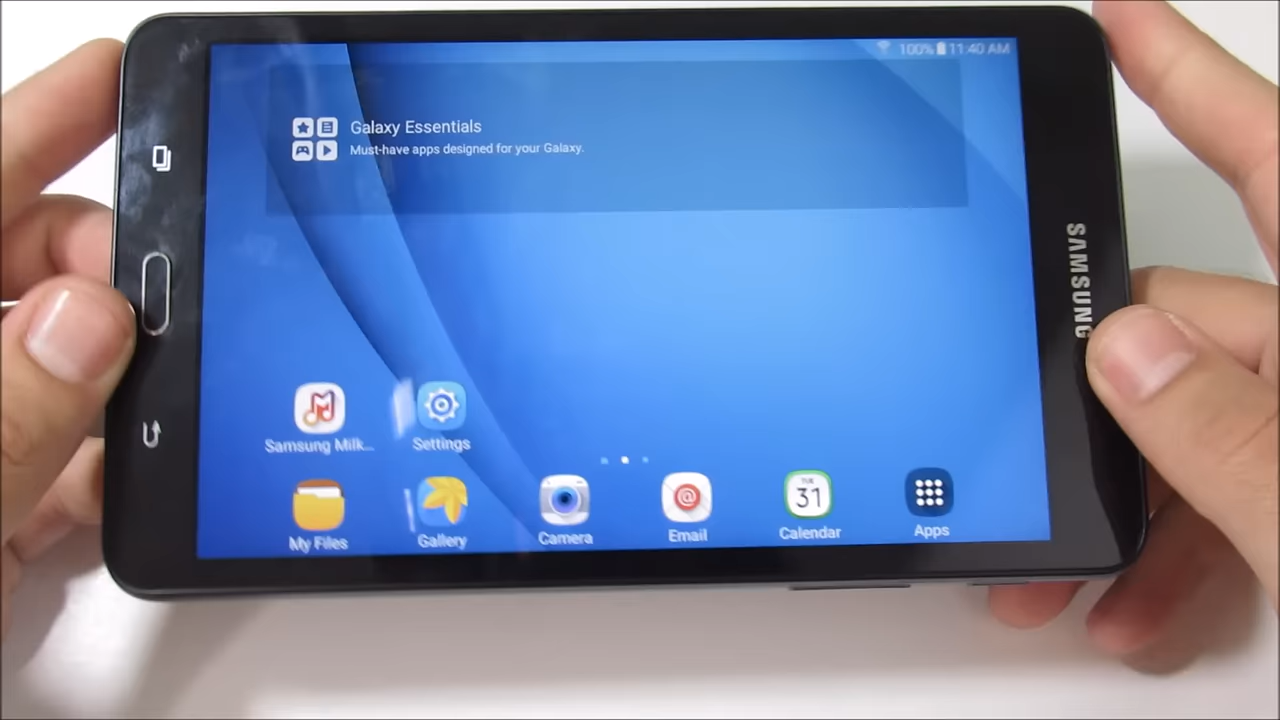 100% 11:40 AM
Galaxy Essentials
Must-have apps designed for your Galaxy.
SAMSUNG
Samsung Milk...
Settings
TUE
31
@
My Files
Gallery
Camera
Email
Calendar
Apps